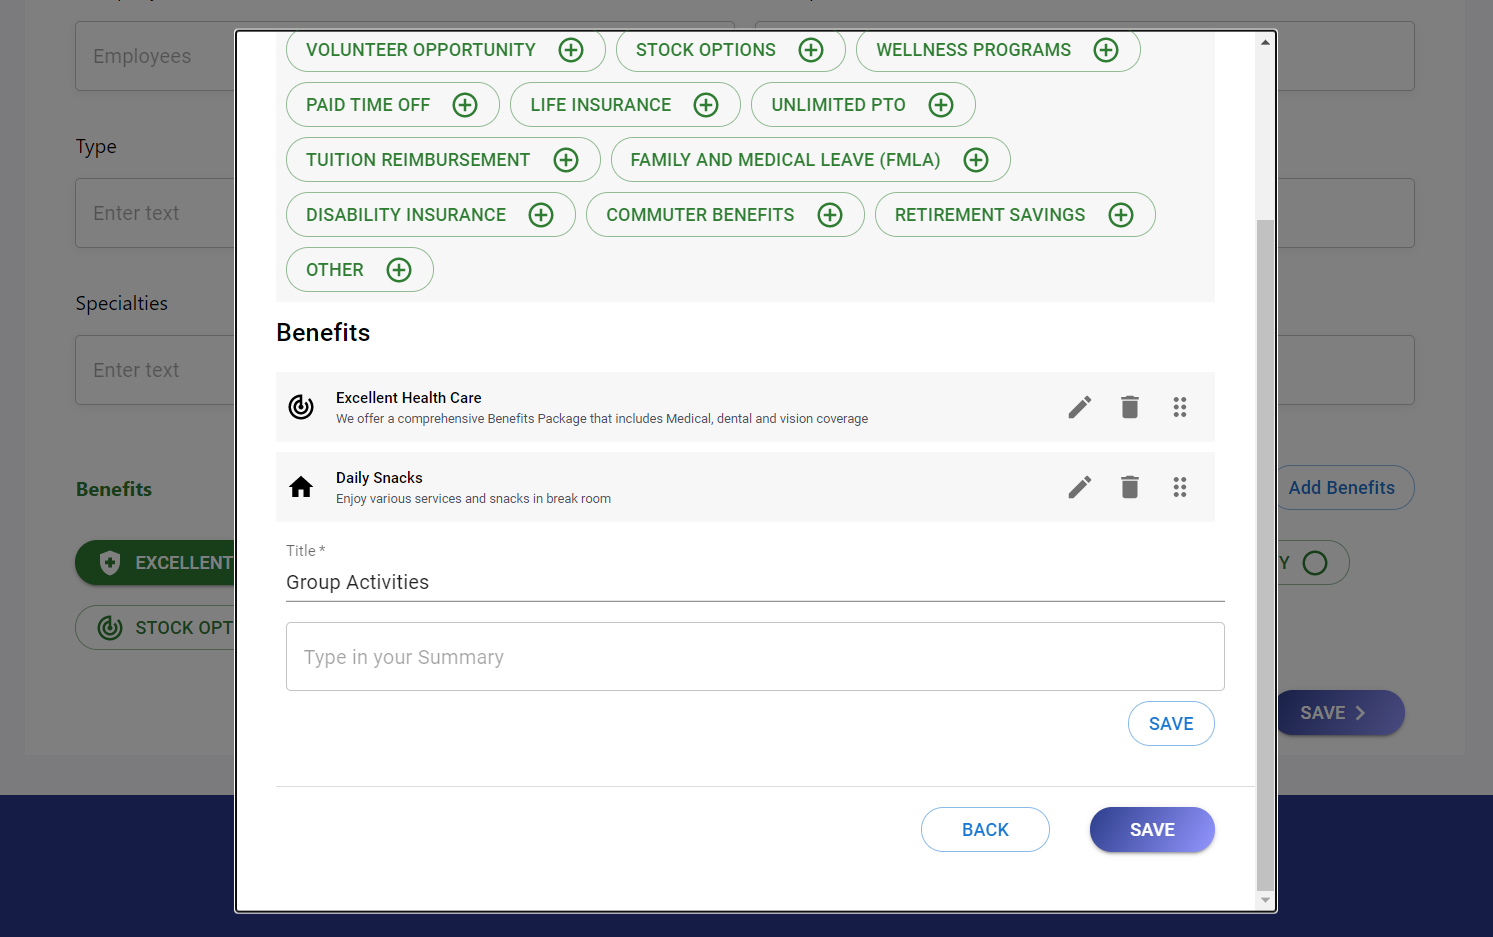 Employees
VOLUNTEER OPPORTUNITY
STOCK OPTIONS
WELLNESS PROGRAMS
PAID TIME OFF
LIFE INSURANCE
UNLIMITED PTO
Type
TUITION REIMBURSEMENT
FAMILY AND MEDICAL LEAVE (FMLA)
Enter text
DISABILITY INSURANCE
COMMUTER BENEFITS
RETIREMENT SAVINGS
OTHER
Specialties
Benefits
Enter text
Excellent Health Care
We offer a comprehensive Benefits Package that includes Medical, dental and vision coverage
Daily Snacks
Enjoy various services and snacks in break room
Benefits
Add Benefits
Title *
EXCELLENT
Y
Group Activities
STOCK OPT
Type in your Summary
SAVE
SAVE
BACK
SAVE